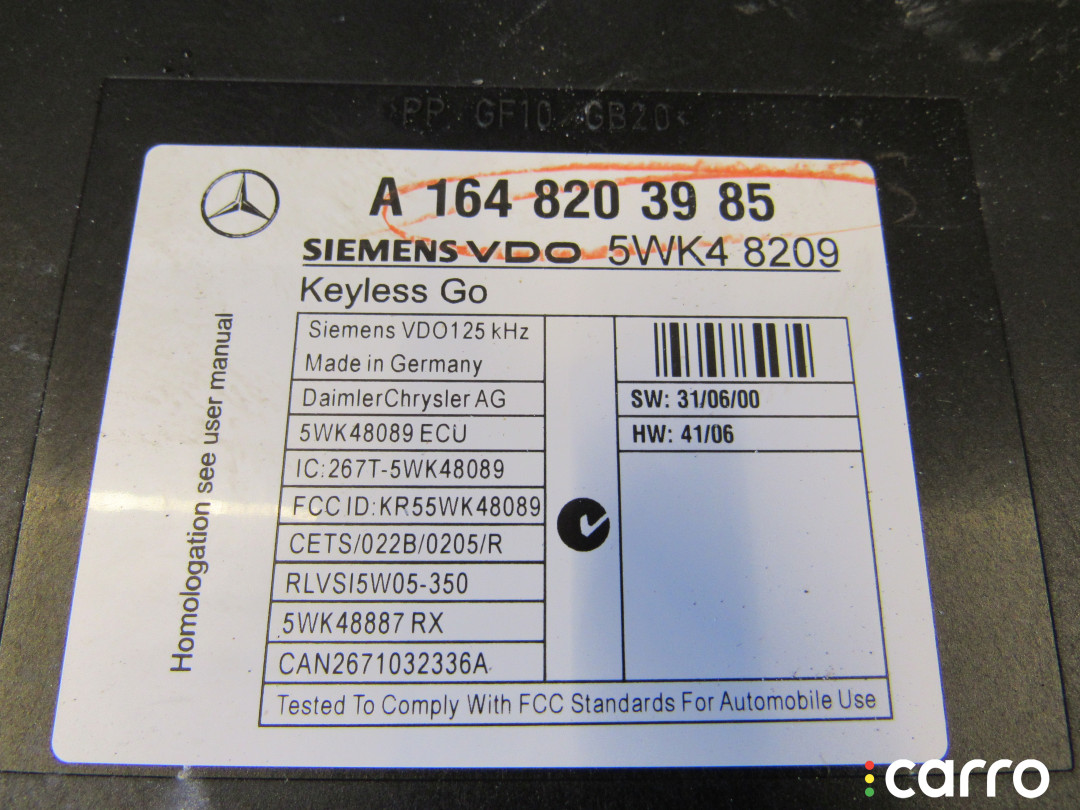 >PP - GF10 / GB20<
A 164 820 39 85
SIEMENS VDO 5WK4 8209
Keyless Go
Homologation see user manual
Siemens VDO125 kHz
Made in Germany
DaimlerChrysler AG
5WK48089 ECU
IC:267T-5WK48089
FCC ID:KR55WK48089
CETS/022B/0205/R
RLVSI5W05-350
5WK48887 RX
CAN2671032336A
SW: 31/06/00
HW: 41/06
Tested To Comply With FCC Standards For Automobile Use
carro